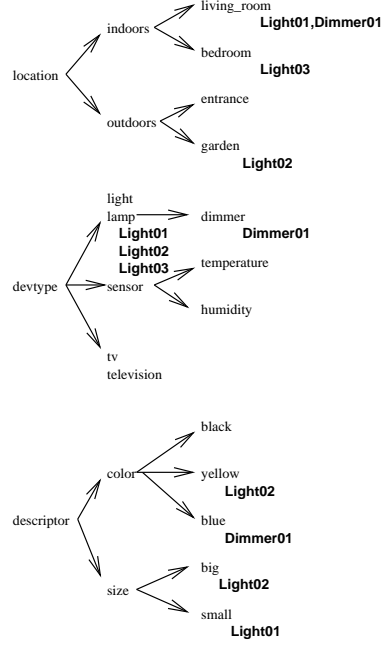 living_room
Light01,Dimmer01
indoors
bedroom
Light03
location
entrance
outdoors
garden
Light02
light
lamp
dimmer
Light01
Dimmer01
Light02
Light03
temperature
devtype
sensor
humidity
tv
television
black
color
yellow
Light02
descriptor
blue
Dimmer01
big
Light02
size
small
Light01